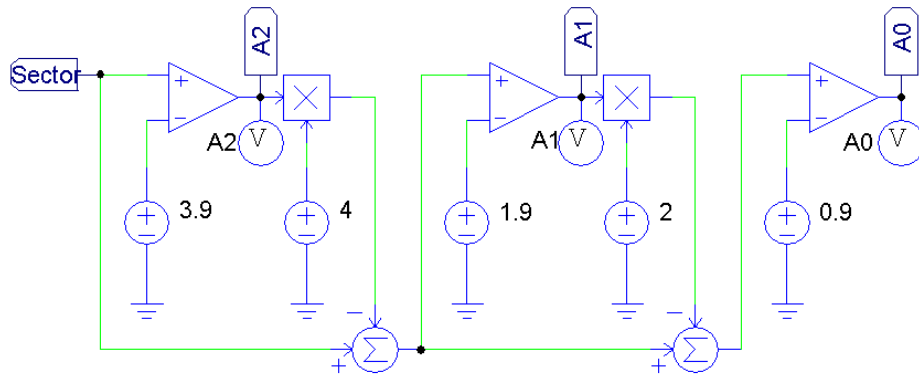 A2
A1
A0
Sector
+
+
+
−
−
−
V
V
V
A2
A1
A0
×
×
3.9
4
1.9
2
0.9
+
−
+
−
+
−
+
−
+
−
−
−
Σ
Σ
+
+